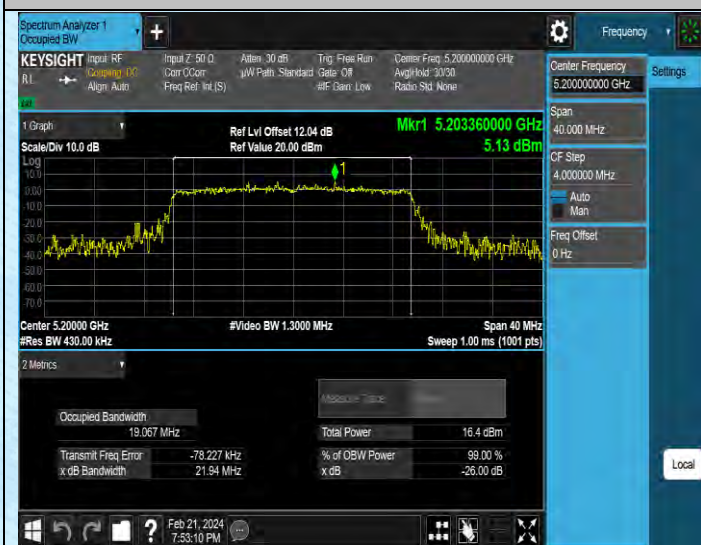 Spectrum Analyzer 1
Occupied BW
+
Frequency
KEYSIGHT Input: RF Input Z: 50 Ω Atten: 30 dB Trig: Free Run Center Freq: 5.200000000 GHz
RL Coupling: DC Corr CCorr µW Path: Standard Gate: Off Avg|Hold: 30/30
Align: Auto Freq Ref: Int (S) #IF Gain: Low Radio Std: None
Center Frequency
5.200000000 GHz
Settings
Span
40.000 MHz
CF Step
4.000000 MHz
Auto
Man
Freq Offset
0 Hz
Local
1 Graph
Ref Lvl Offset 12.04 dB
Mkr1 5.203360000 GHz
Scale/Div 10.0 dB
Ref Value 20.00 dBm
5.13 dBm
Log
10.0
0.00
-10.0
-20.0
-30.0
-40.0
-50.0
-60.0
-70.0
1
Center 5.20000 GHz
#Video BW 1.3000 MHz
Span 40 MHz
#Res BW 430.00 kHz
Sweep 1.00 ms (1001 pts)
2 Metrics
Measure Trace
Occupied Bandwidth
19.067 MHz
Total Power 16.4 dBm
Transmit Freq Error -78.227 kHz
% of OBW Power 99.00 %
x dB Bandwidth 21.94 MHz
x dB -26.00 dB
?
Feb 21, 2024
7:53:10 PM